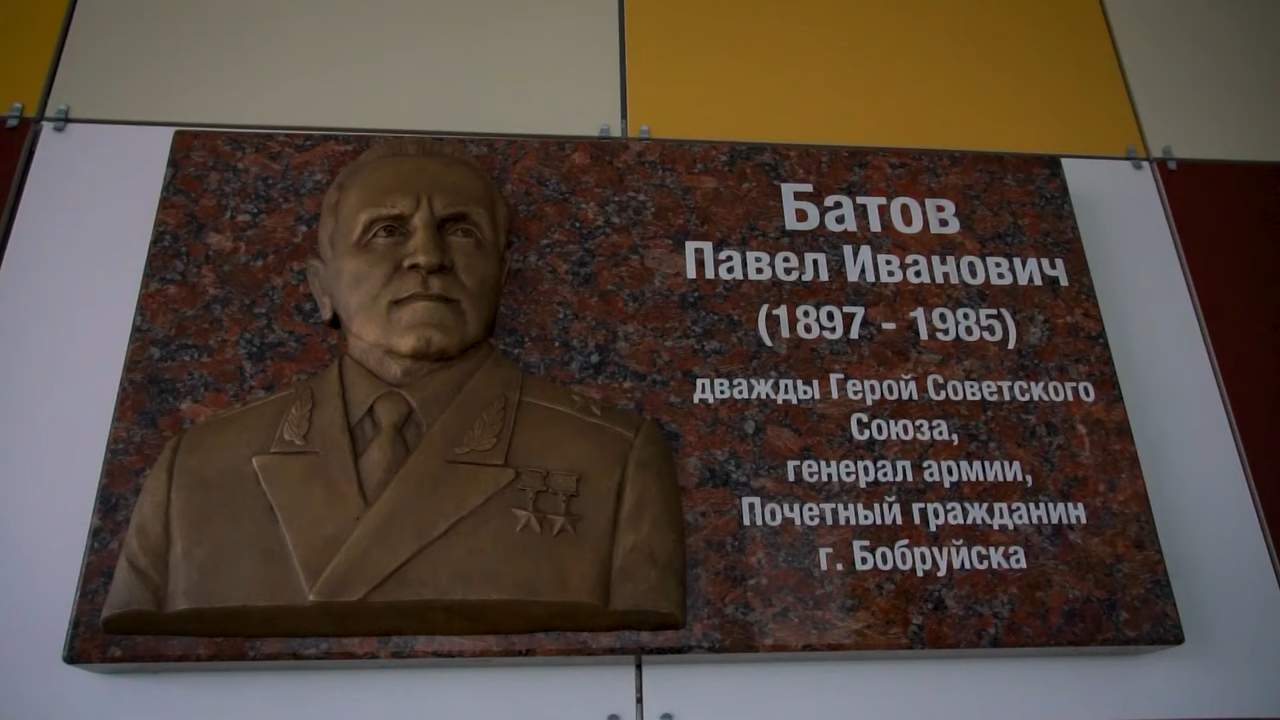 Батов
Павел Иванович
(1897 - 1985)
дважды Герой Советского
Союза,
генерал армии,
Почетный гражданин
г. Бобруйска